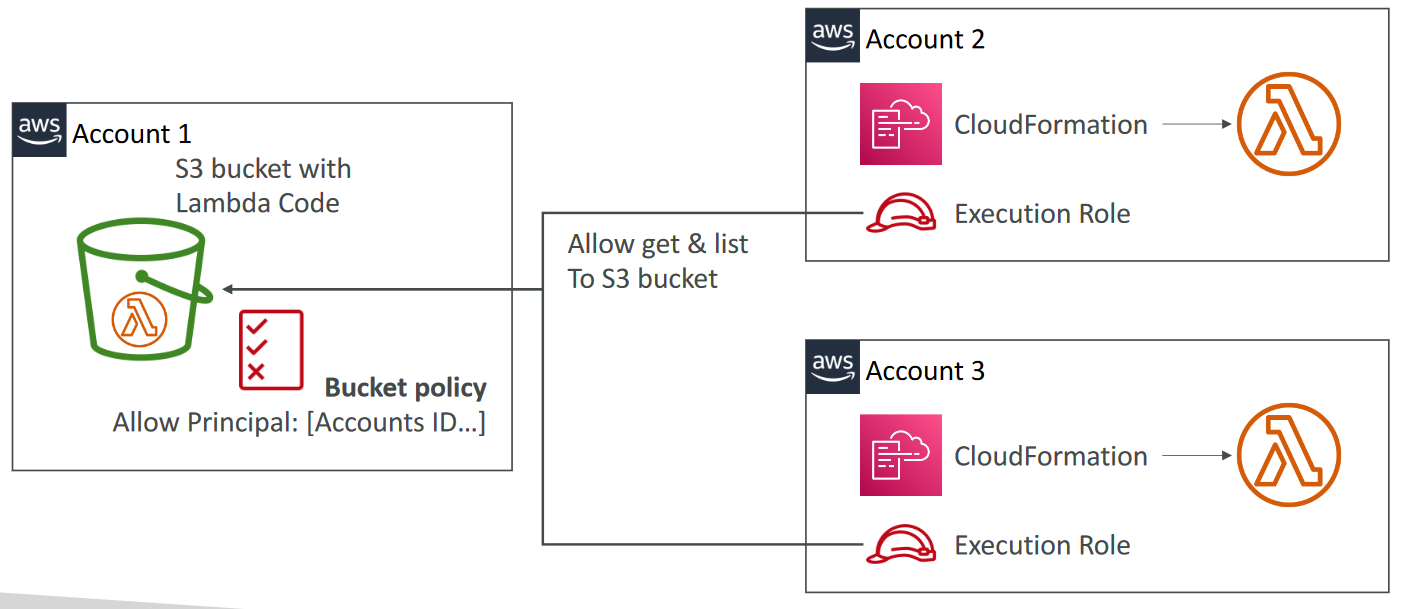 aws
Account 1
S3 bucket with
Lambda Code
Bucket policy
Allow Principal: [Accounts ID…]
Allow get & list
To S3 bucket
aws
Account 2
CloudFormation
Execution Role
aws
Account 3
CloudFormation
Execution Role